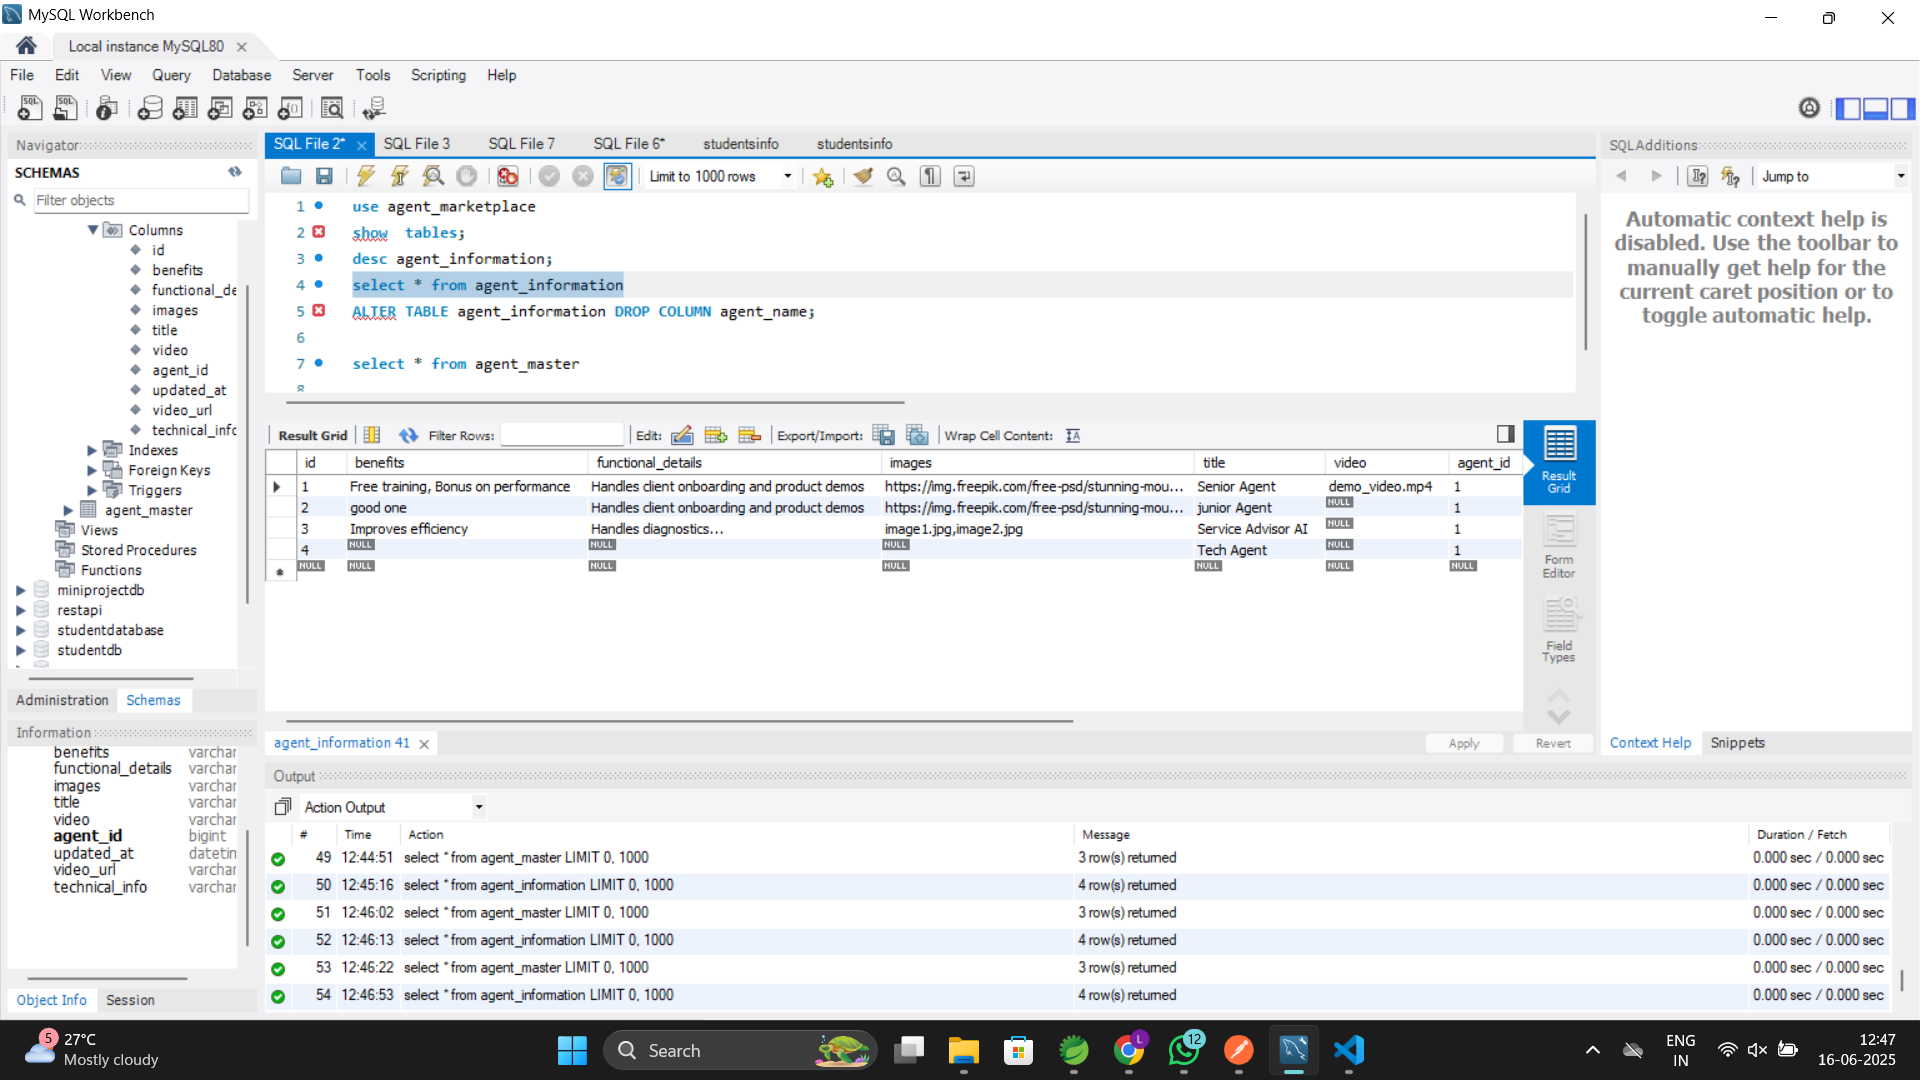 MySQL Workbench
Local instance MySQL80
File Edit View Query Database Server Tools Scripting Help
Navigator
SCHEMAS
Filter objects
Columns
id
benefits
functional_de
images
title
video
agent_id
updated_at
video_url
technical_info
Indexes
Foreign Keys
Triggers
agent_master
Views
Stored Procedures
Functions
miniprojectdb
restapi
studentdatabase
studentdb
Administration Schemas
Information
benefits varchar
functional_details varchar
images varchar
title varchar
video varchar
agent_id bigint
updated_at datetin
video_url varchar
technical_info varchar
Object Info Session
SQL File 2* SQL File 3 SQL File 7 SQL File 6* studentsinfo studentsinfo
Limit to 1000 rows
1 use agent_marketplace
2 show tables;
3 desc agent_information;
4 select * from agent_information
5 ALTER TABLE agent_information DROP COLUMN agent_name;
6
7 select * from agent_master
8
Result Grid Filter Rows: Edit: Export/Import: Wrap Cell Content:
id benefits functional_details images title video agent_id
1 Free training, Bonus on performance Handles client onboarding and product demos https://img.freepik.com/free-psd/stunning-mou... Senior Agent demo_video.mp4 1
2 good one Handles client onboarding and product demos https://img.freepik.com/free-psd/stunning-mou... junior Agent NULL 1
3 Improves efficiency Handles diagnostics... image1.jpg,image2.jpg Service Advisor AI NULL 1
4 NULL NULL NULL Tech Agent NULL 1
NULL NULL NULL NULL NULL NULL NULL
Result Grid
Form Editor
Field Types
agent_information 41 Apply Revert
Output
Action Output
# Time Action Message Duration / Fetch
49 12:44:51 select * from agent_master LIMIT 0, 1000 3 row(s) returned 0.000 sec / 0.000 sec
50 12:45:16 select * from agent_information LIMIT 0, 1000 4 row(s) returned 0.000 sec / 0.000 sec
51 12:46:02 select * from agent_master LIMIT 0, 1000 3 row(s) returned 0.000 sec / 0.000 sec
52 12:46:13 select * from agent_information LIMIT 0, 1000 4 row(s) returned 0.000 sec / 0.000 sec
53 12:46:22 select * from agent_master LIMIT 0, 1000 3 row(s) returned 0.000 sec / 0.000 sec
54 12:46:53 select * from agent_information LIMIT 0, 1000 4 row(s) returned 0.000 sec / 0.000 sec
SQLAdditions
Jump to
Automatic context help is
disabled. Use the toolbar to
manually get help for the
current caret position or to
toggle automatic help.
Context Help Snippets
5
27°C
Mostly cloudy
Search
L
12
ENG
IN
12:47
16-06-2025